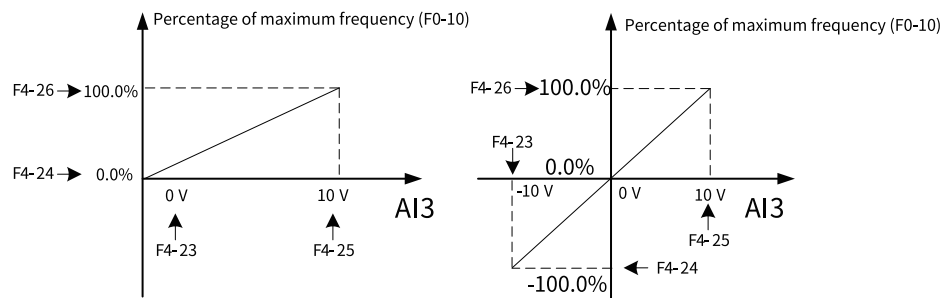 Percentage of maximum frequency (F0-10)
F4-26
100.0%
F4-24
0.0%
0 V
10 V
AI3
F4-23
F4-25
Percentage of maximum frequency (F0-10)
F4-26
100.0%
F4-23
0.0%
-10 V
0 V
10 V
AI3
F4-25
F4-24
-100.0%